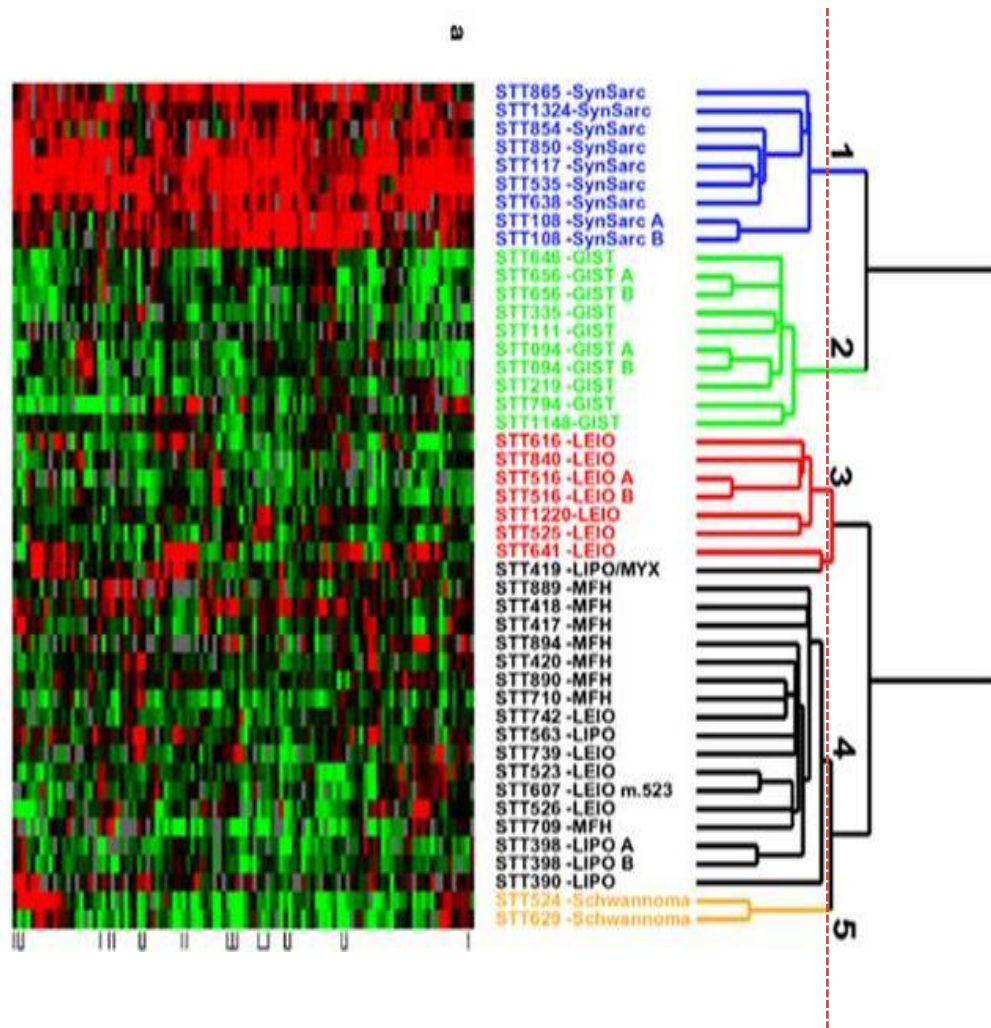 a
STT865 -SynSarc
STT1324-SynSarc
STT854 -SynSarc
STT850 -SynSarc
STT117 -SynSarc
STT535 -SynSarc
STT638 -SynSarc
STT108 -SynSarc A
STT108 -SynSarc B
STT646 -GIST
STT656 -GIST A
STT656 -GIST B
STT335 -GIST
STT111 -GIST
STT094 -GIST A
STT094 -GIST B
STT219 -GIST
STT794 -GIST
STT1148-GIST
STT616 -LEIO
STT840 -LEIO
STT516 -LEIO A
STT516 -LEIO B
STT1220-LEIO
STT525 -LEIO
STT641 -LEIO
STT419 -LIPO/MYX
STT889 -MFH
STT418 -MFH
STT417 -MFH
STT894 -MFH
STT420 -MFH
STT890 -MFH
STT710 -MFH
STT742 -LEIO
STT563 -LIPO
STT739 -LEIO
STT523 -LEIO
STT607 -LEIO m.523
STT526 -LEIO
STT709 -MFH
STT398 -LIPO A
STT398 -LIPO B
STT390 -LIPO
STT524 -Schwannoma
STT629 -Schwannoma
1
2
3
4
5